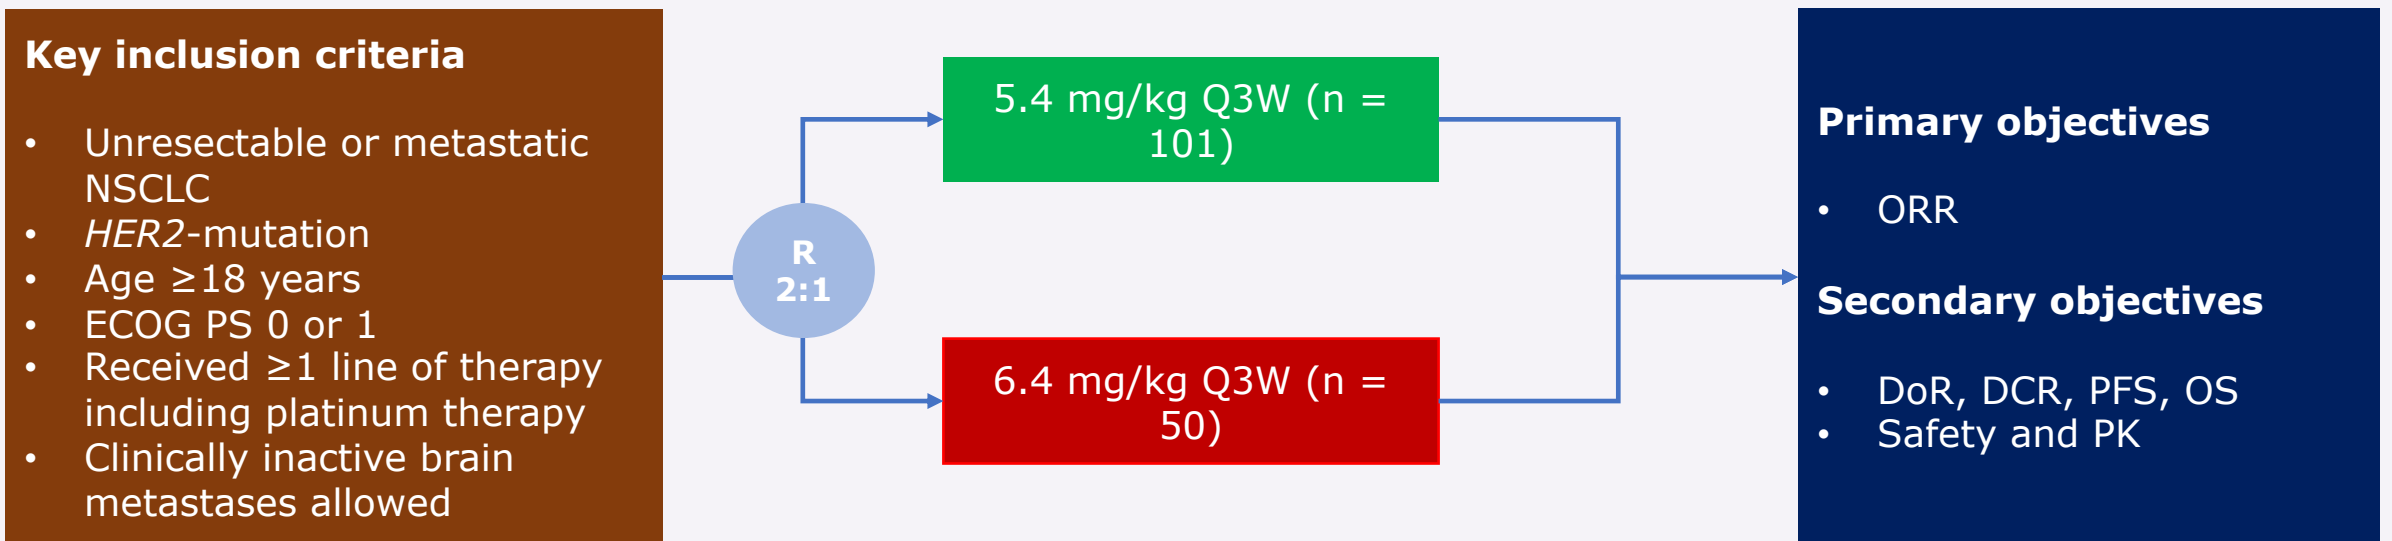 Key inclusion criteria
• Unresectable or metastatic
NSCLC
• HER2-mutation
• Age ≥18 years
• ECOG PS 0 or 1
• Received ≥1 line of therapy
including platinum therapy
• Clinically inactive brain
metastases allowed
R
2:1
5.4 mg/kg Q3W (n =
101)
6.4 mg/kg Q3W (n =
50)
Primary objectives
• ORR
Secondary objectives
• DoR, DCR, PFS, OS
• Safety and PK